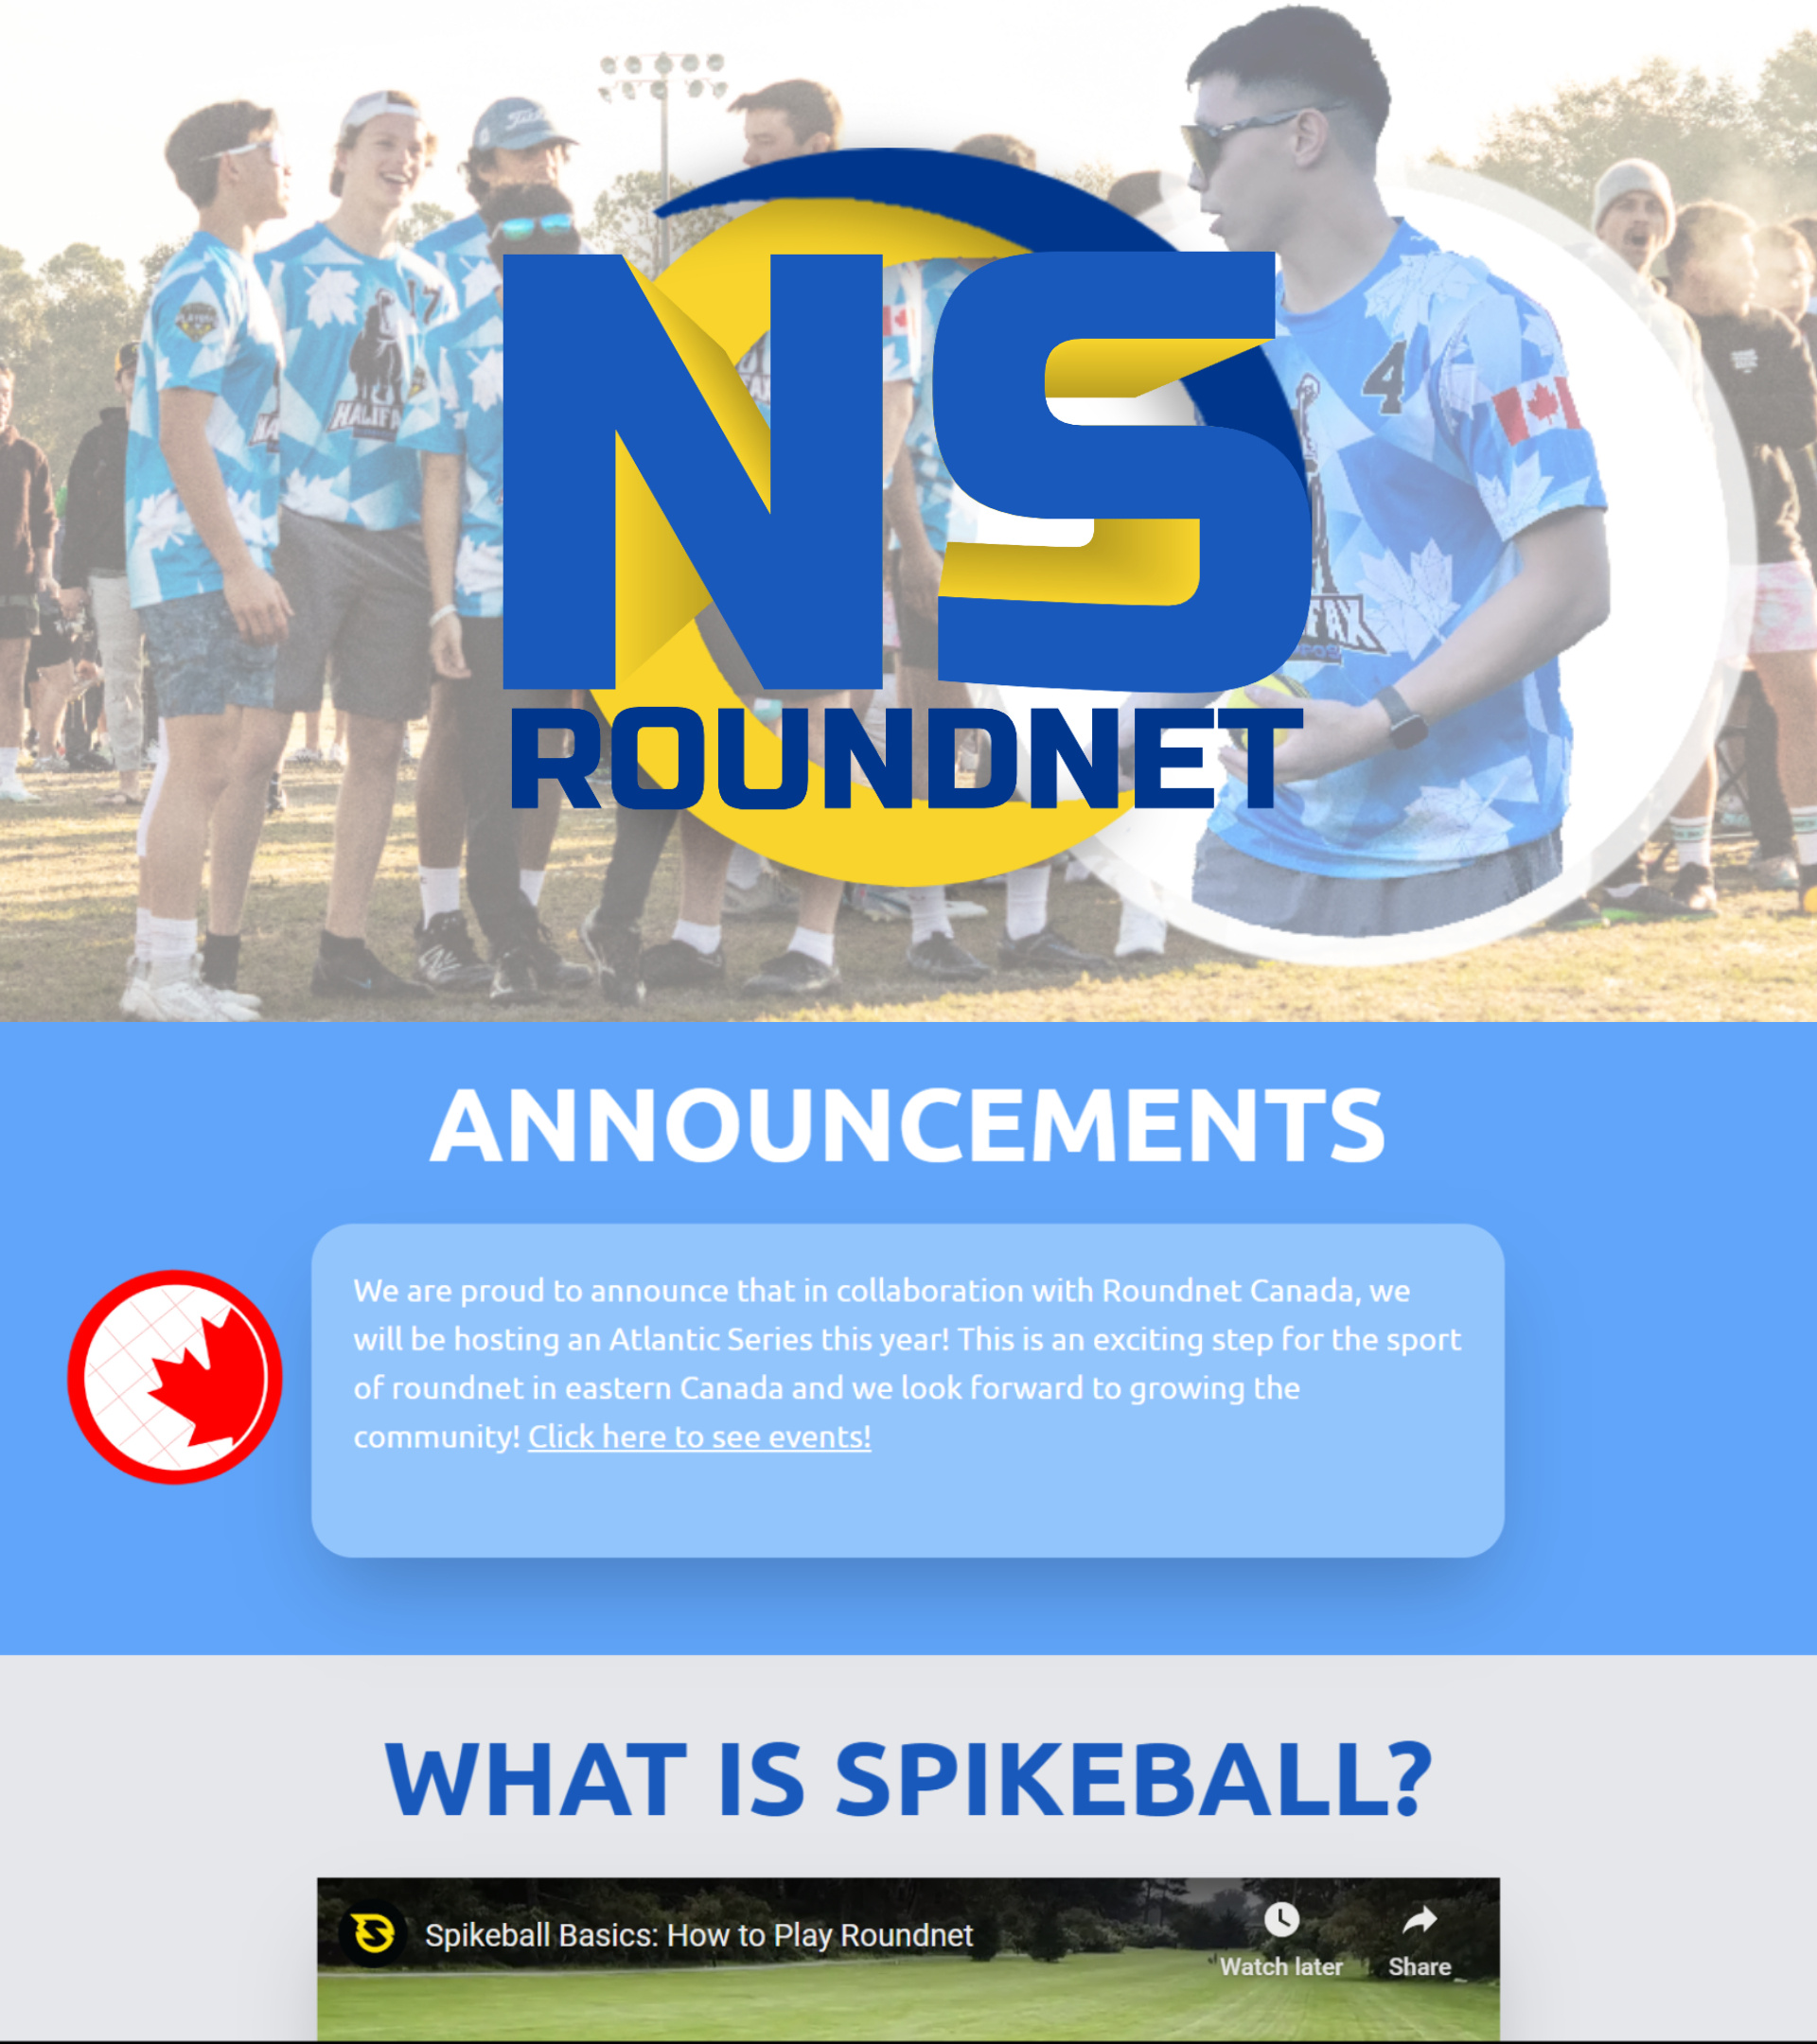 NS
ROUNDNET
4
ANNOUNCEMENTS
We are proud to announce that in collaboration with Roundnet Canada, we
will be hosting an Atlantic Series this year! This is an exciting step for the sport
of roundnet in eastern Canada and we look forward to growing the
community! Click here to see events!
WHAT IS SPIKEBALL?
Spikeball Basics: How to Play Roundnet
Watch later
Share